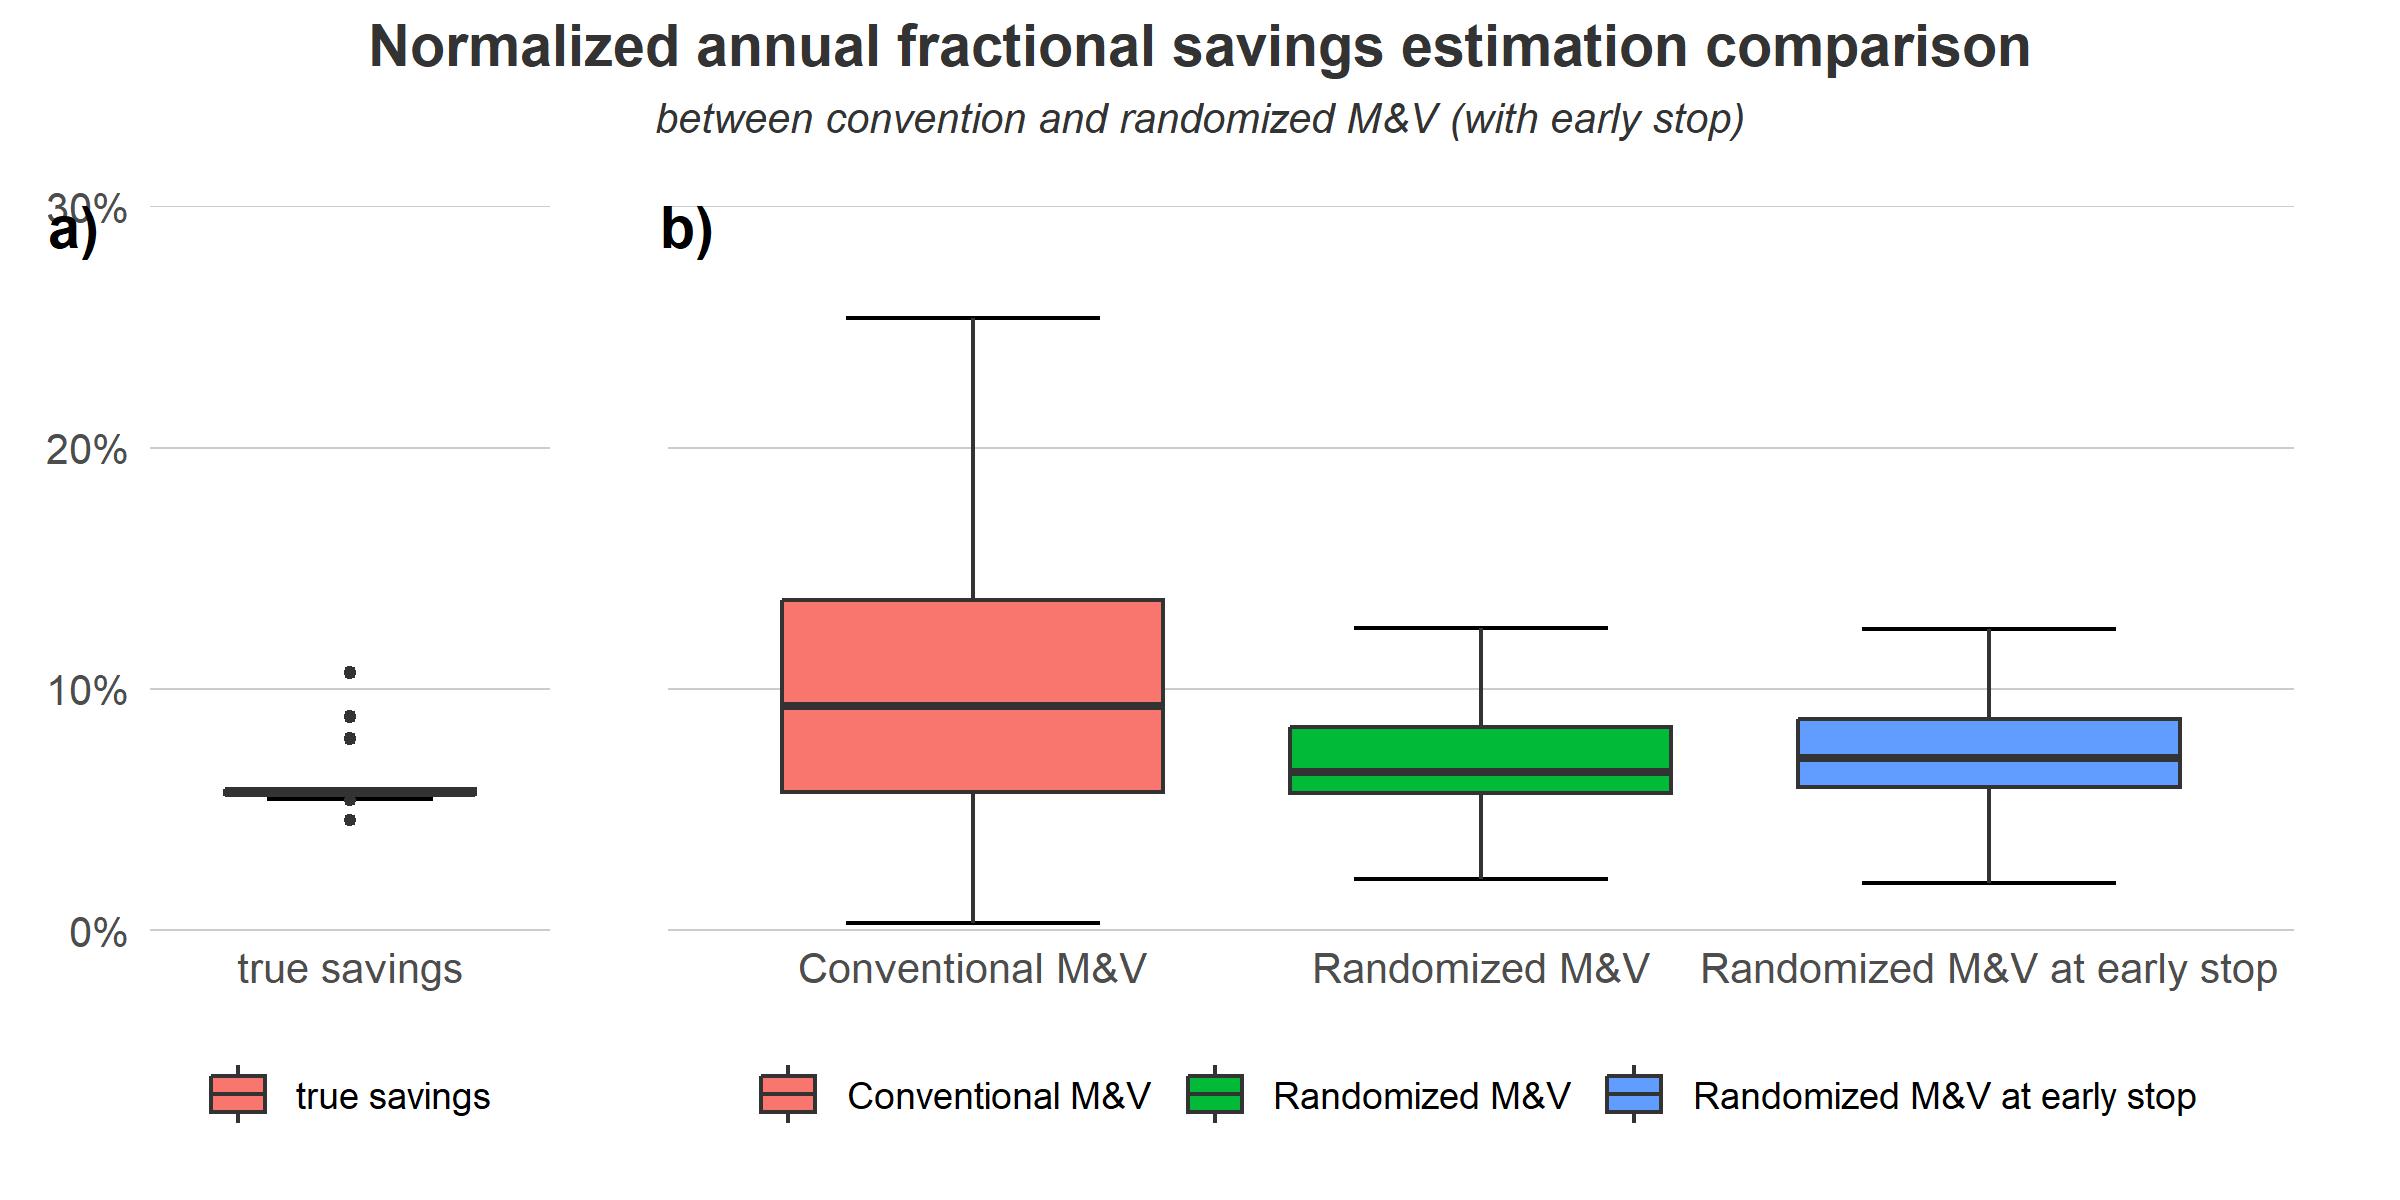 Normalized annual fractional savings estimation comparison
between convention and randomized M&V (with early stop)
30%
a)
b)
20%
10%
0%
true savings
Conventional M&V
Randomized M&V
Randomized M&V at early stop
true savings
Conventional M&V
Randomized M&V
Randomized M&V at early stop